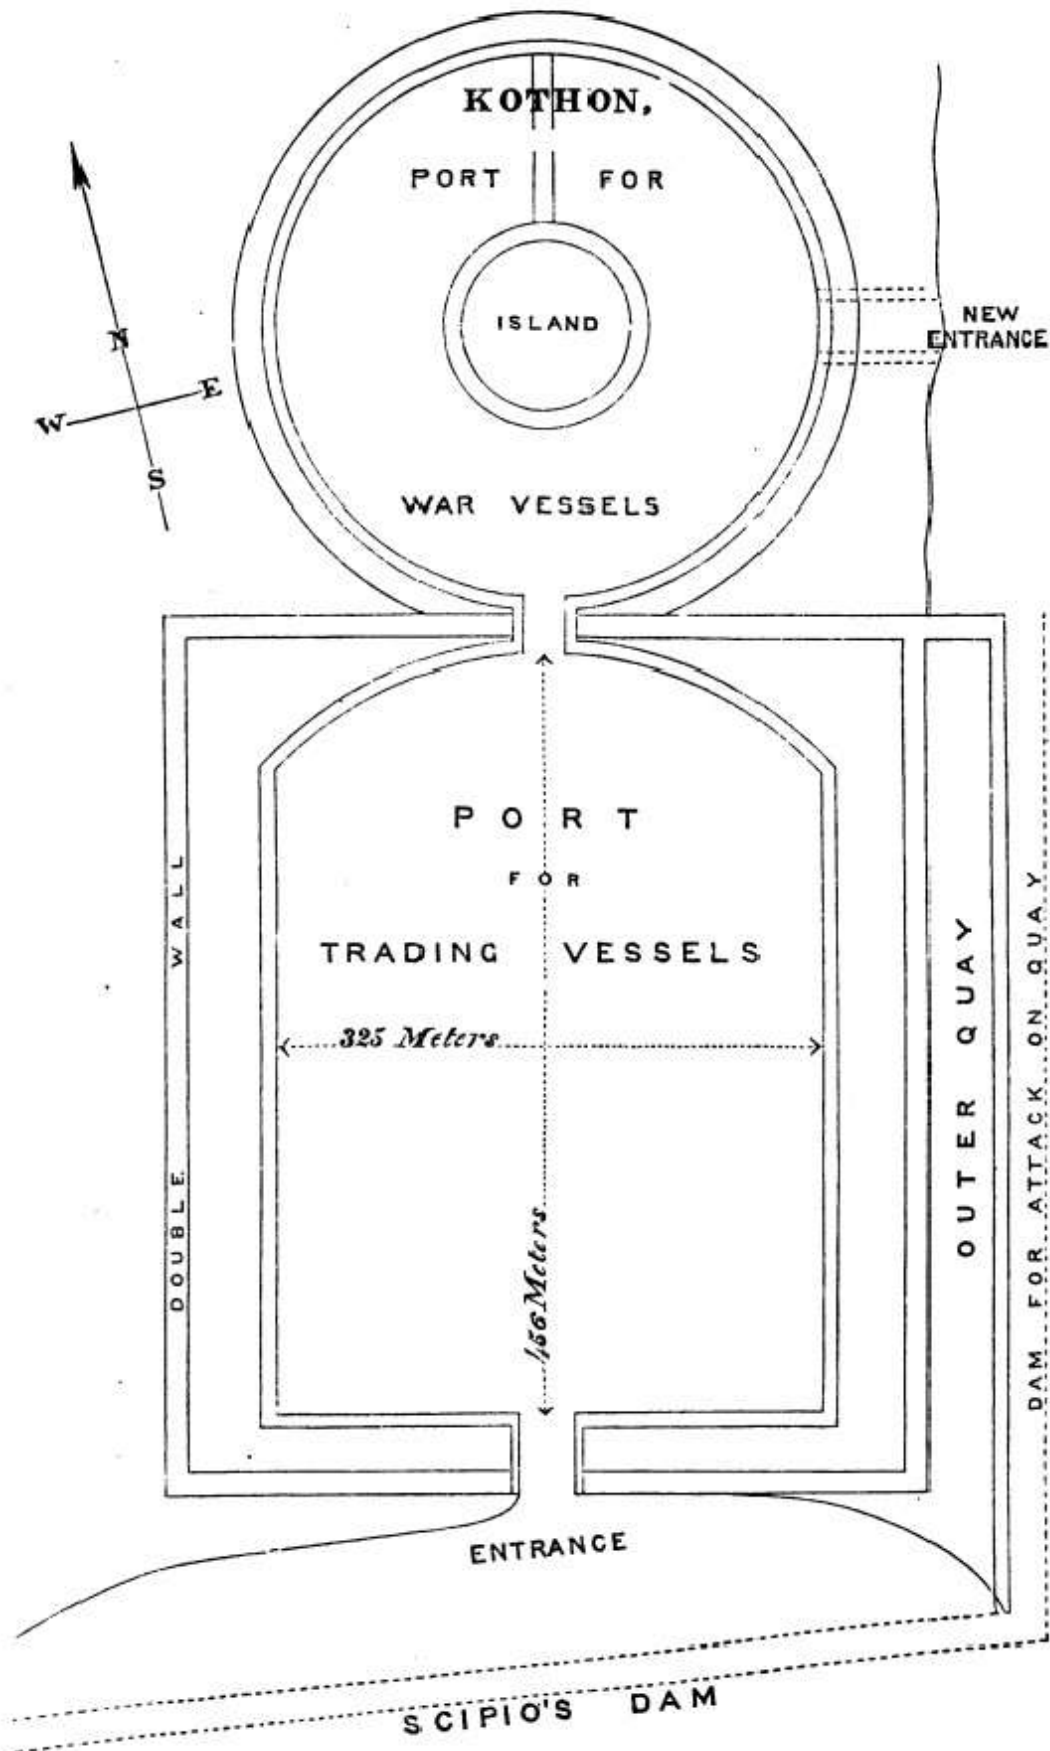 KOTHON,
PORT FOR
ISLAND
NEW
ENTRANCE
N
W
E
S
WAR VESSELS
PORT
FOR
TRADING VESSELS
325 Meters
456 Meters
DOUBLE WALL
OUTER QUAY
DAM FOR ATTACK ON QUAY
ENTRANCE
SCIPIO'S DAM